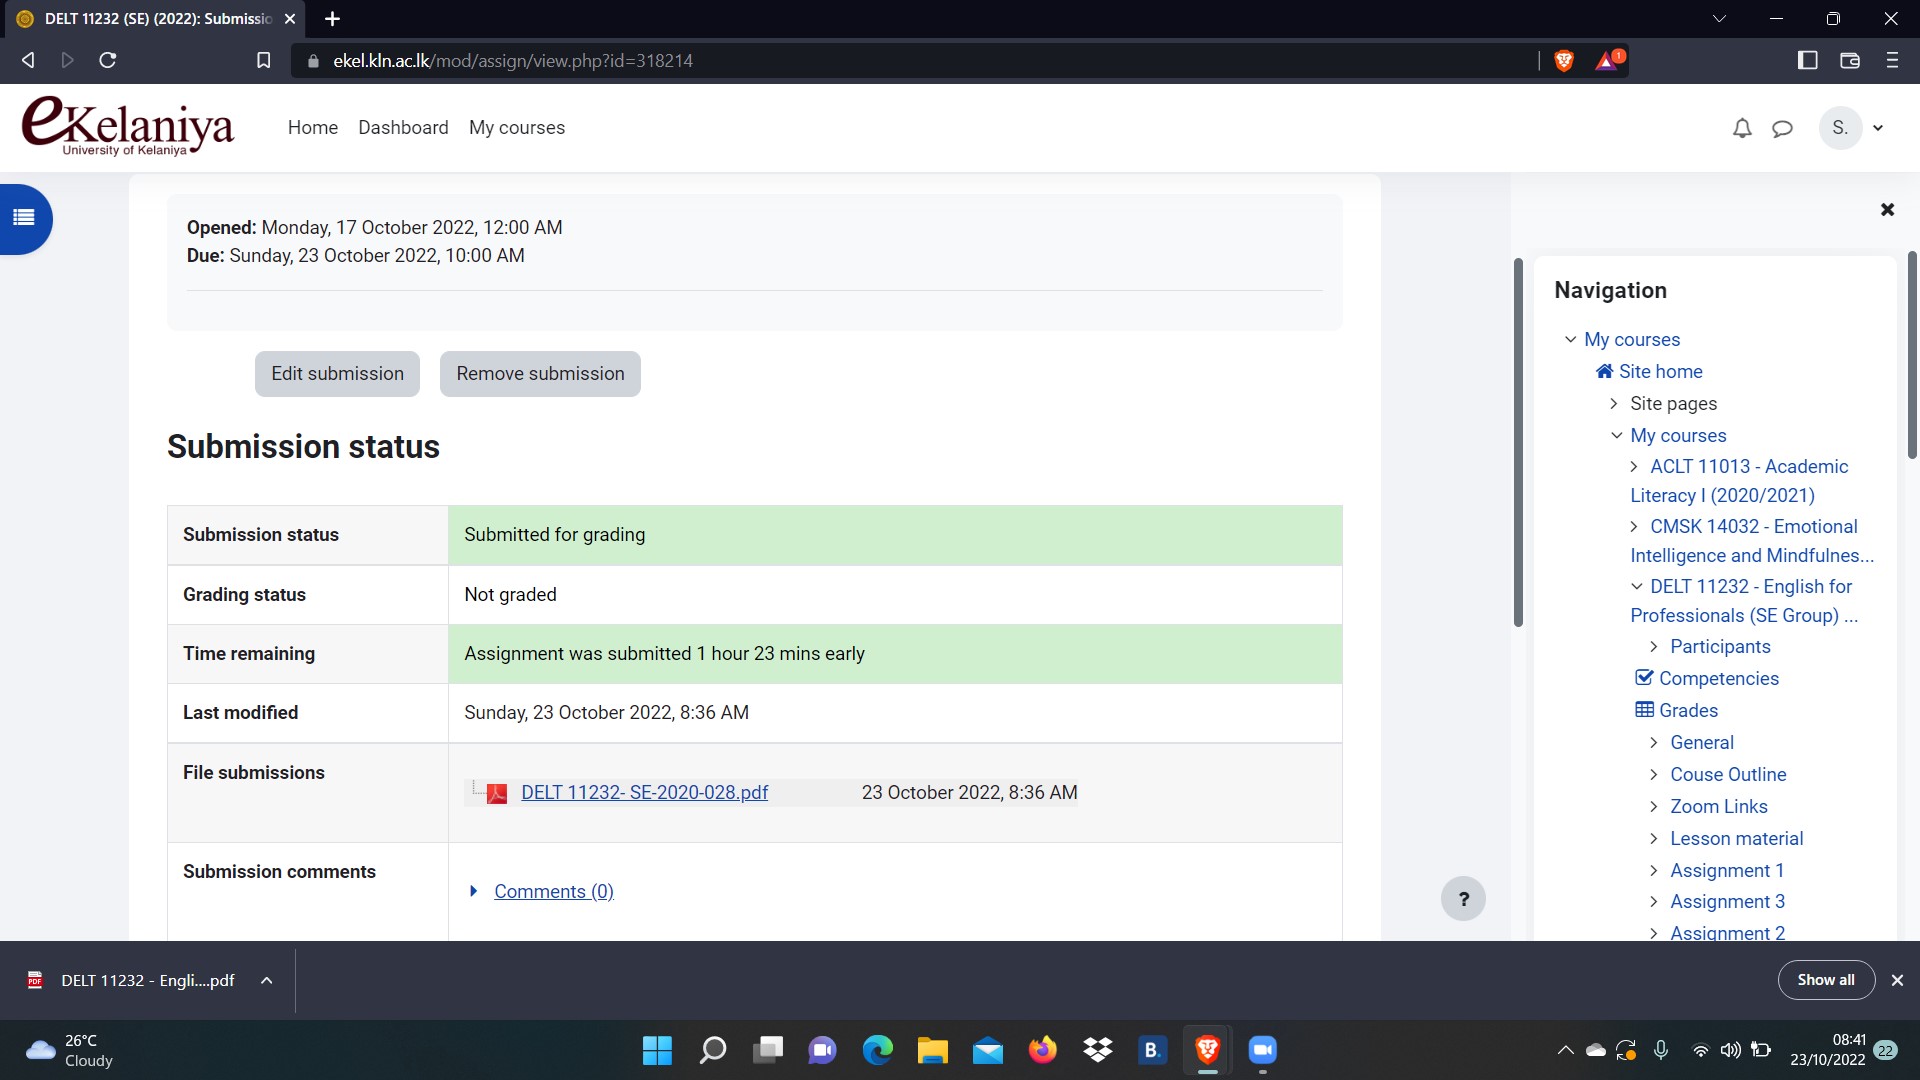 DELT 11232 (SE) (2022): Submissio
ekel.kln.ac.lk/mod/assign/view.php?id=318214
1
eKelaniya
University of Kelaniya
Home Dashboard My courses
S.
Opened: Monday, 17 October 2022, 12:00 AM
Due: Sunday, 23 October 2022, 10:00 AM
Edit submission Remove submission
Submission status
Submission status Submitted for grading
Grading status Not graded
Time remaining Assignment was submitted 1 hour 23 mins early
Last modified Sunday, 23 October 2022, 8:36 AM
File submissions
DELT 11232- SE-2020-028.pdf 23 October 2022, 8:36 AM
Submission comments
Comments (0)
?
Navigation
My courses
Site home
Site pages
My courses
ACLT 11013 - Academic
Literacy I (2020/2021)
CMSK 14032 - Emotional
Intelligence and Mindfulnes...
DELT 11232 - English for
Professionals (SE Group) ...
Participants
Competencies
Grades
General
Couse Outline
Zoom Links
Lesson material
Assignment 1
Assignment 3
Assignment 2
PDF
DELT 11232 - Engli....pdf
Show all
26°C
Cloudy
B.
08:41
23/10/2022
22